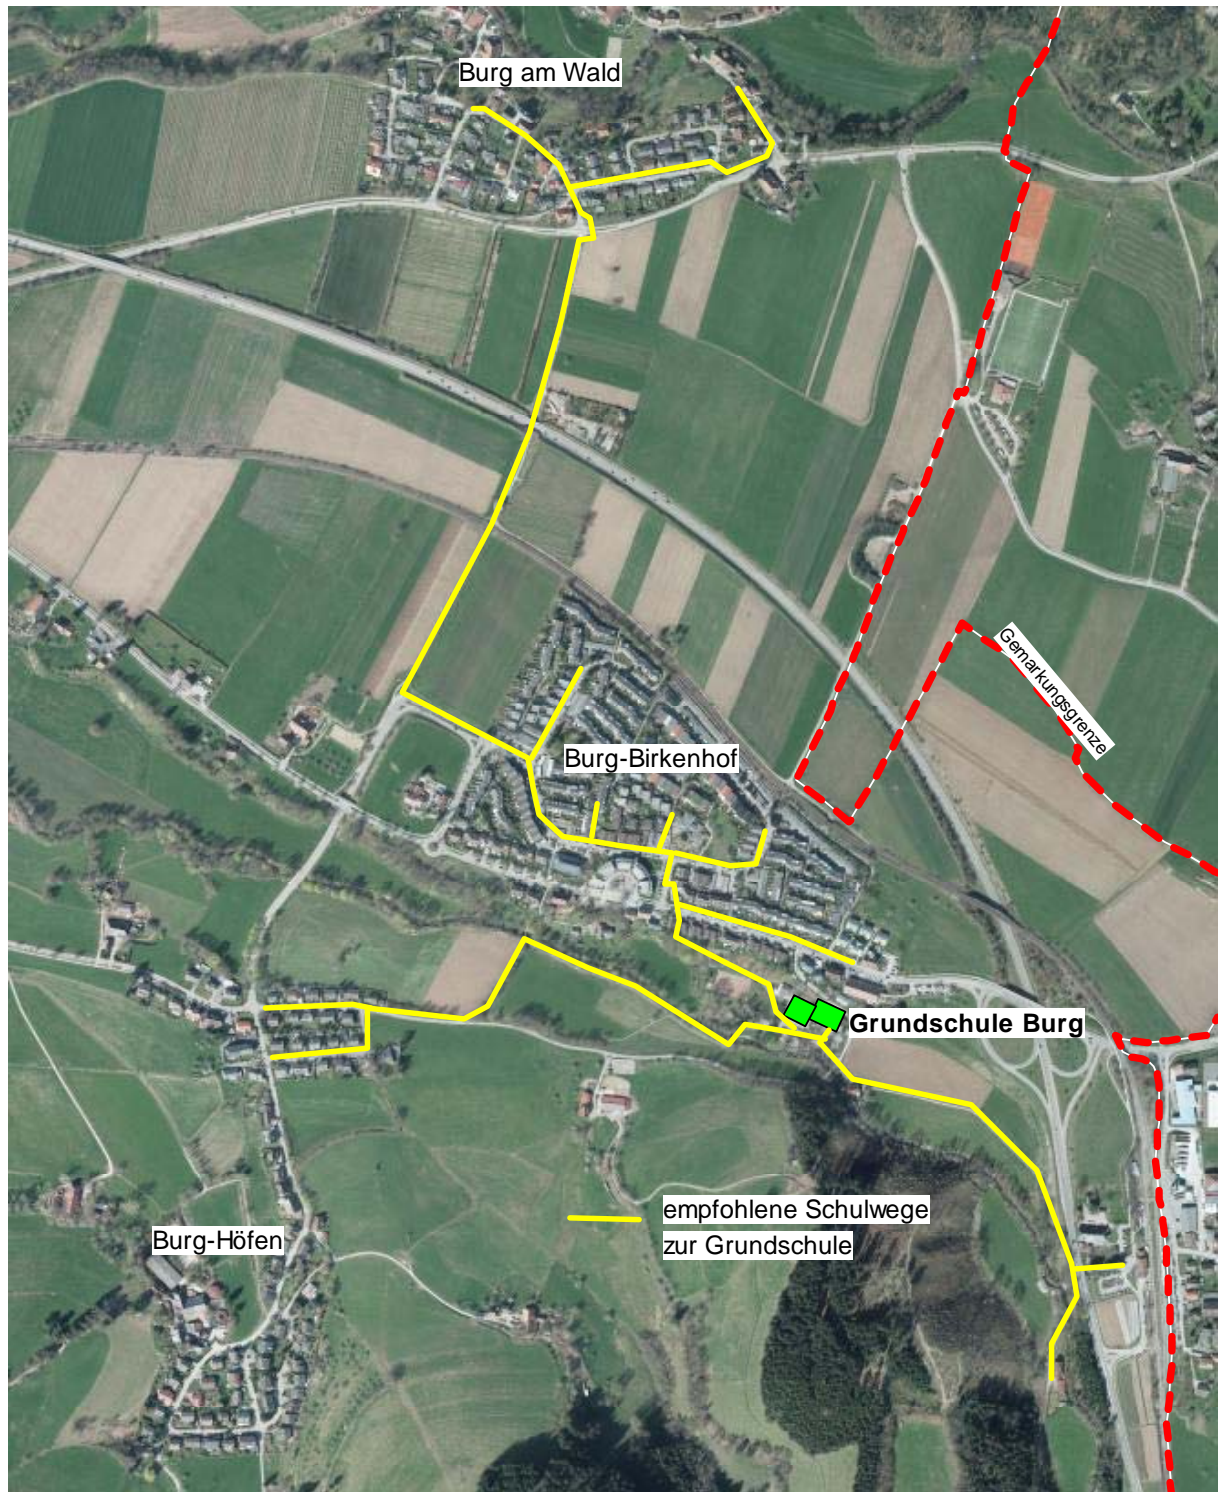 Burg am Wald
Gemarkungsgrenze
Burg-Birkenhof
Grundschule Burg
empfohlene Schulwege
zur Grundschule
Burg-Höfen